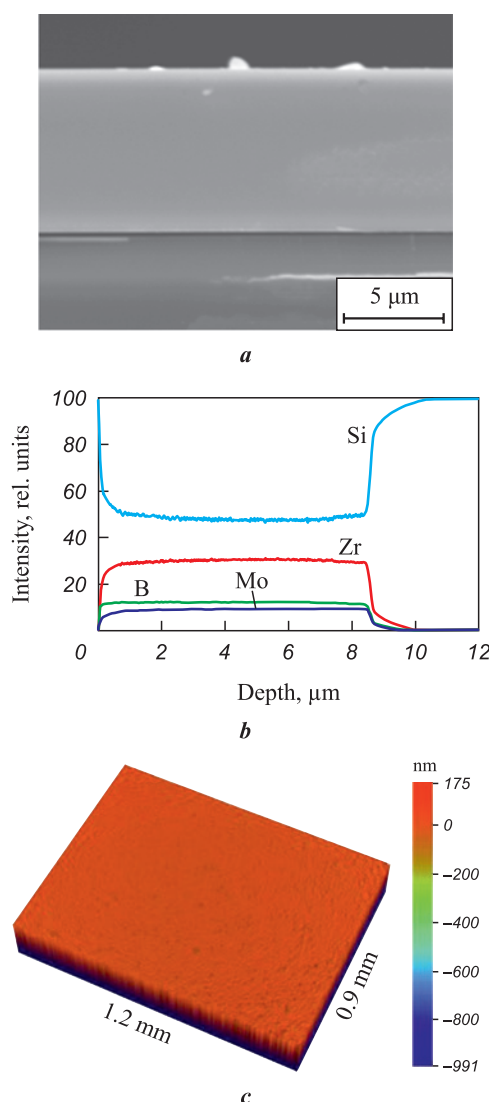 5 µm
a
100
80
60
40
20
0
2
4
6
8
10
12
Si
Zr
B
Mo
Intensity, rel. units
Depth, µm
b
nm
175
0
–200
–400
–600
–800
–991
1.2 mm
0.9 mm
c